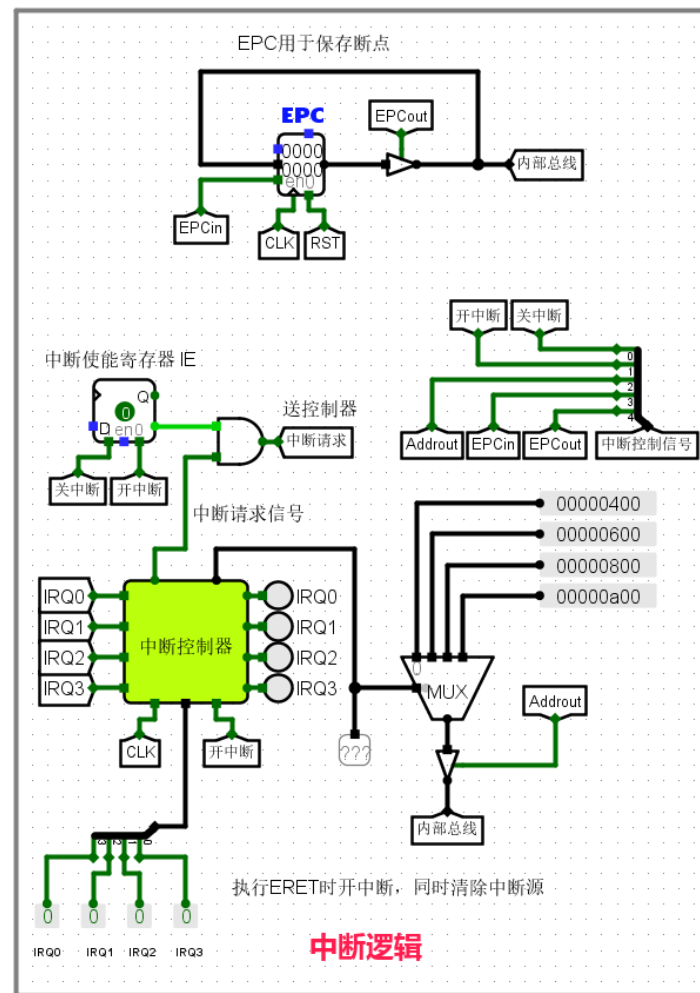 EPC用于保存断点
EPC
EPCout
0000
0000
en0
内部总线
EPCin
CLK
RST
开中断
关中断
中断使能寄存器 IE
0
Q
1
送控制器
2
0
3
D en0
中断请求
4
Addrout
EPCin
EPCout
中断控制信号
关中断
开中断
中断请求信号
00000400
00000600
00000800
00000a00
IRQ0
IRQ0
IRQ1
IRQ1
中断控制器
IRQ2
IRQ2
IRQ3
IRQ3
0
MUX
Addrout
CLK
开中断
???
内部总线
3 2 1 0
执行ERET时开中断，同时清除中断源
0 0 0 0
IRQ0 IRQ1 IRQ2 IRQ3
中断逻辑